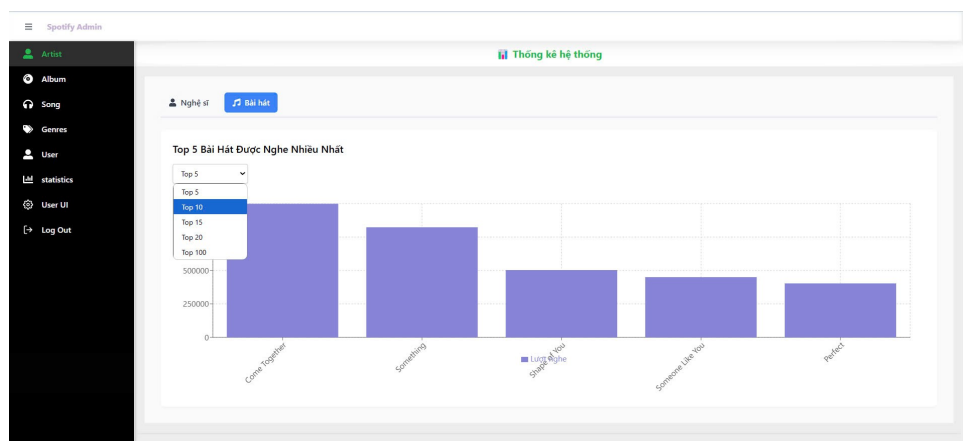 Spotify Admin
Artist
Album
Song
Genres
User
statistics
User UI
Log Out
📊 Thống kê hệ thống
Nghệ sĩ
Bài hát
Top 5 Bài Hát Được Nghe Nhiều Nhất
Top 5
Top 5
Top 10
Top 15
Top 20
Top 100
500000
250000
0
Come Together
Something
Shape of You
Someone Like You
Perfect
Lượt nghe